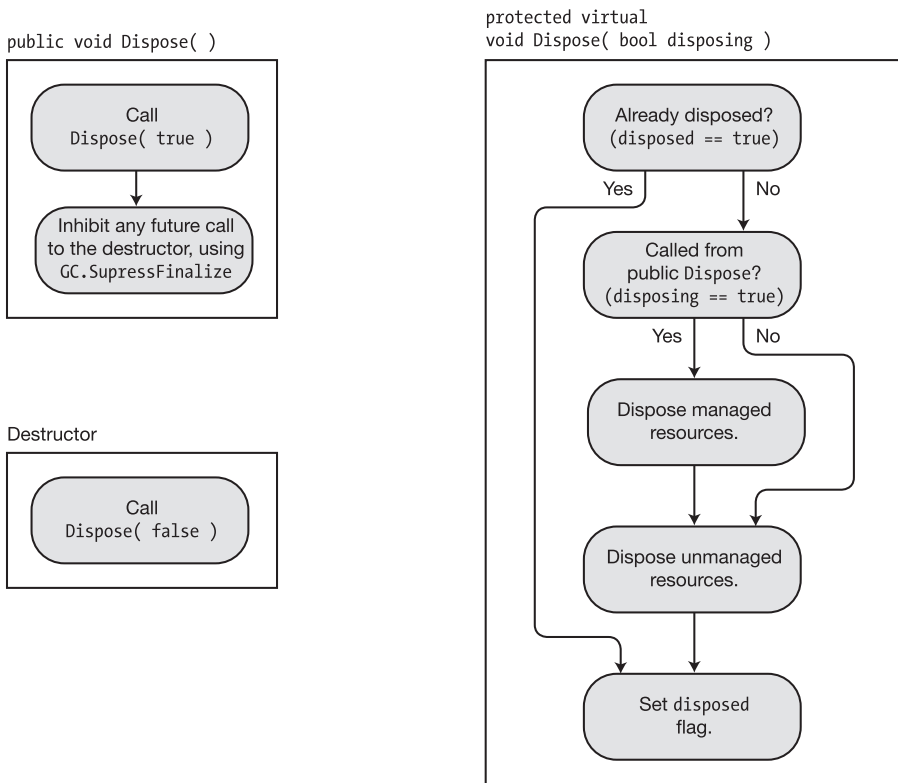 public void Dispose( )
Call
Dispose( true )
Inhibit any future call
to the destructor, using
GC.SupressFinalize
Destructor
Call
Dispose( false )
protected virtual
void Dispose( bool disposing )
Already disposed?
(disposed == true)
Yes
No
Called from
public Dispose?
(disposing == true)
Yes
No
Dispose managed
resources.
Dispose unmanaged
resources.
Set disposed
flag.